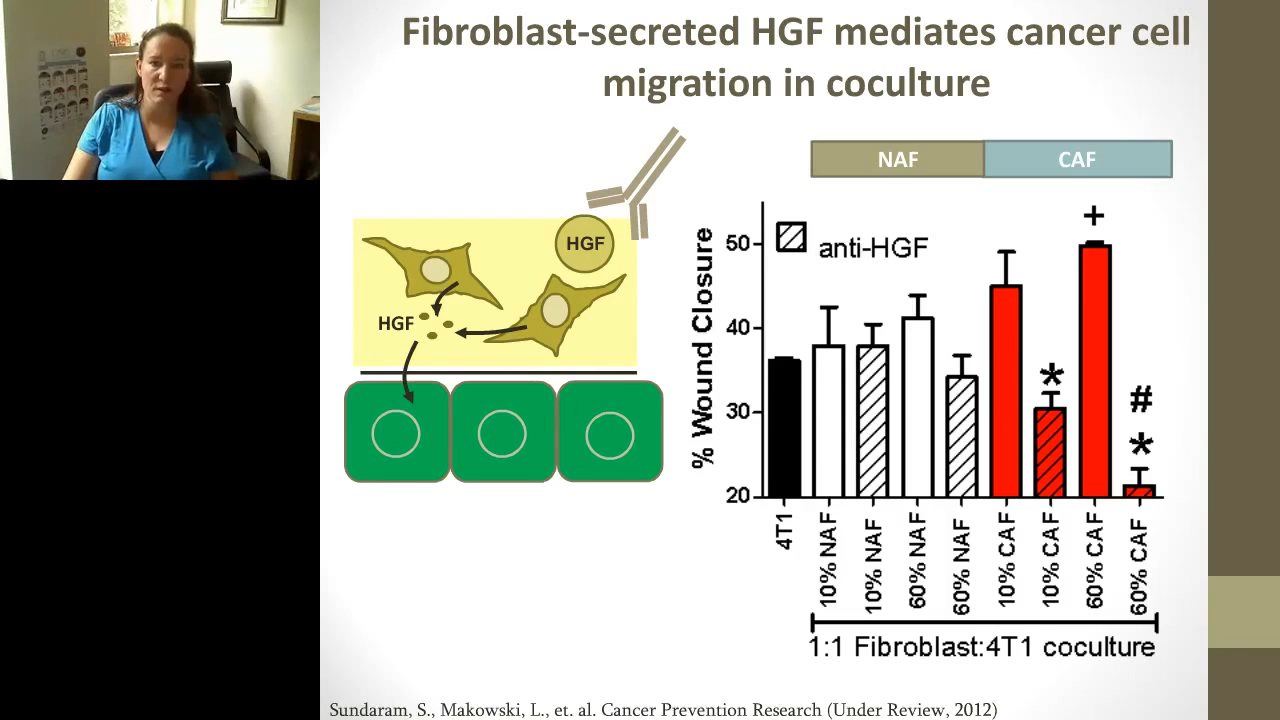 Fibroblast-secreted HGF mediates cancer cell
migration in coculture
NAF
CAF
HGF
HGF
% Wound Closure
50
40
30
20
anti-HGF
+
*
#
*
4T1
10% NAF
10% NAF
60% NAF
60% NAF
10% CAF
10% CAF
60% CAF
60% CAF
1:1 Fibroblast:4T1 coculture
Sundaram, S., Makowski, L., et. al. Cancer Prevention Research (Under Review, 2012)